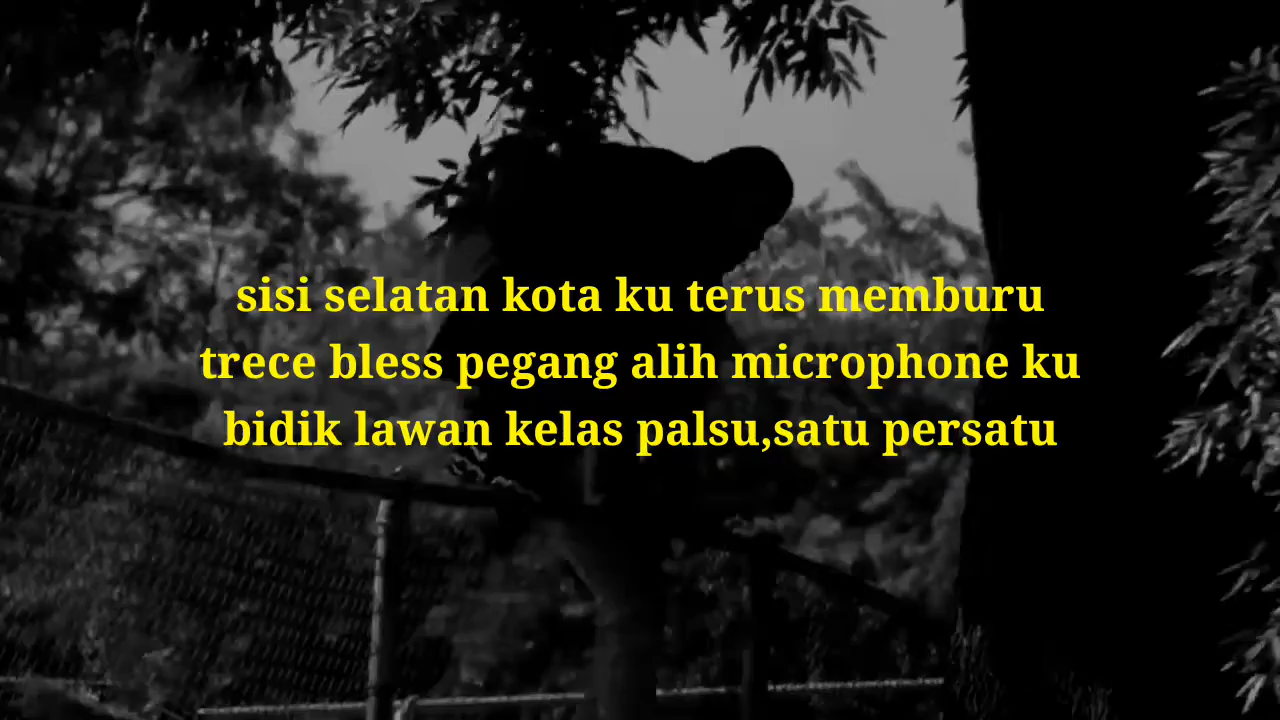 sisi selatan kota ku terus memburu
trece bless pegang alih microphone ku
bidik lawan kelas palsu,satu persatu